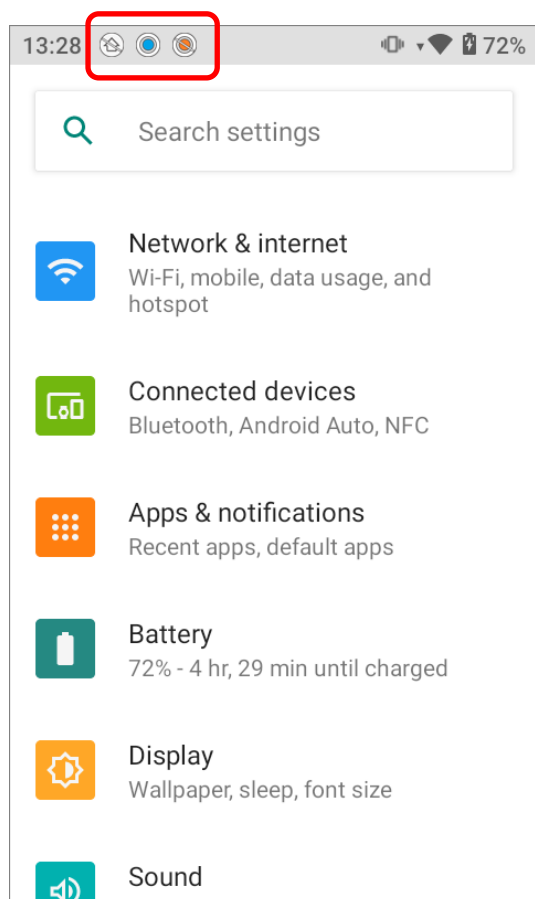 13:28 72%
Search settings
Network & internet
Wi-Fi, mobile, data usage, and
hotspot
Connected devices
Bluetooth, Android Auto, NFC
Apps & notifications
Recent apps, default apps
Battery
72% - 4 hr, 29 min until charged
Display
Wallpaper, sleep, font size
Sound